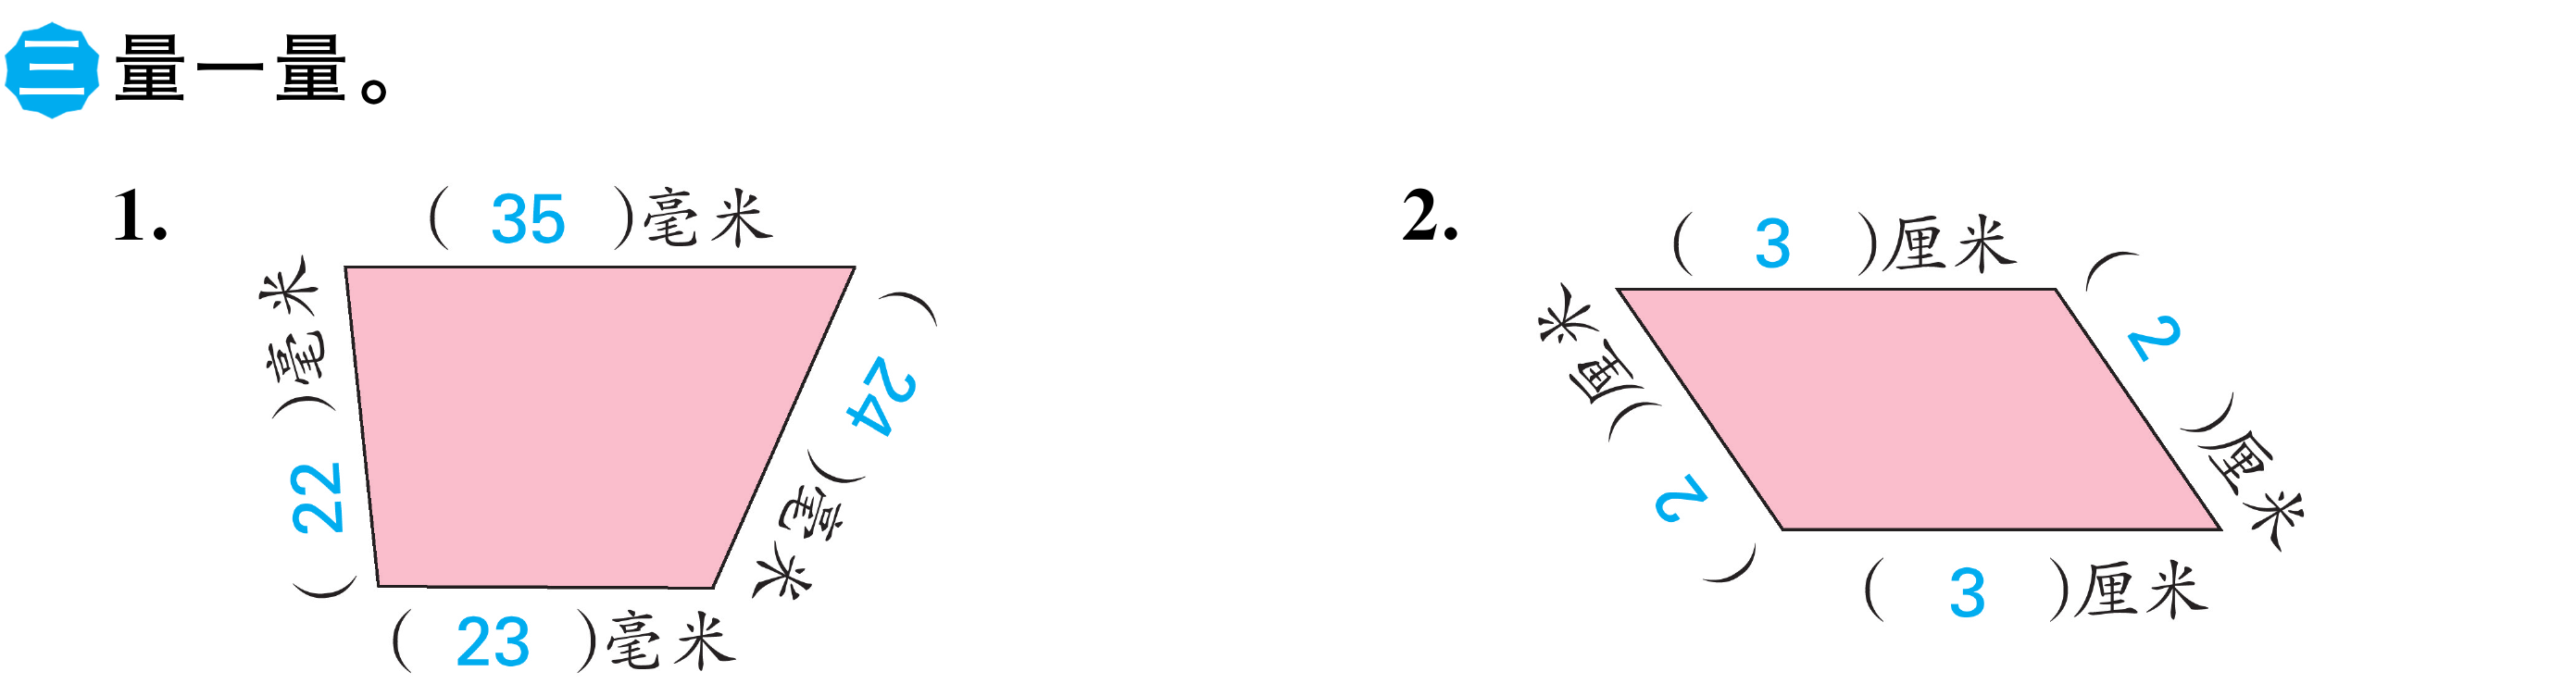 三 量一量。
1.
( 35 )毫米
( 22 )毫米
( 24 )毫米
( 23 )毫米
2.
( 3 )厘米
( 2 )厘米
( 2 )厘米
( 3 )厘米